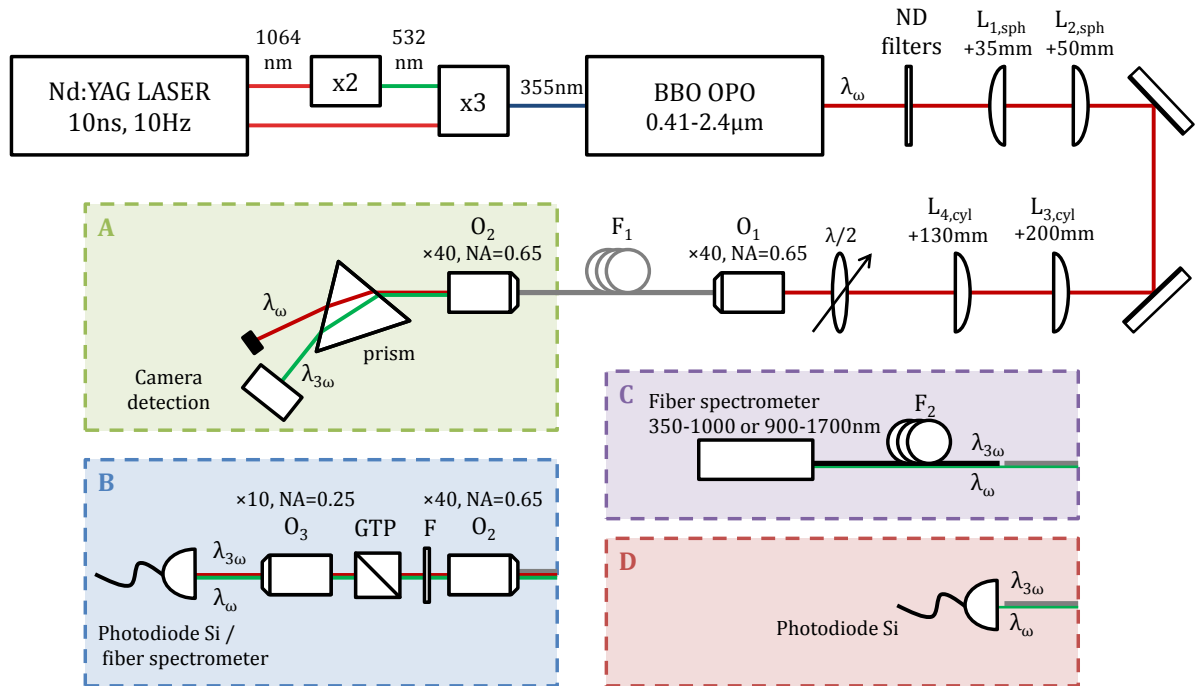 Nd:YAG LASER
10ns, 10Hz
1064
nm
x2
532
nm
x3
355nm
BBO OPO
0.41-2.4μm
λω
ND
filters
L1,sph
+35mm
L2,sph
+50mm
A
O2
×40, NA=0.65
F1
O1
×40, NA=0.65
λ/2
L4,cyl
+130mm
L3,cyl
+200mm
λω
prism
λ3ω
Camera
detection
C
Fiber spectrometer
350-1000 or 900-1700nm
F2
λ3ω
λω
B
×10, NA=0.25
O3
GTP
F
×40, NA=0.65
O2
λ3ω
λω
Photodiode Si /
fiber spectrometer
D
λ3ω
λω
Photodiode Si